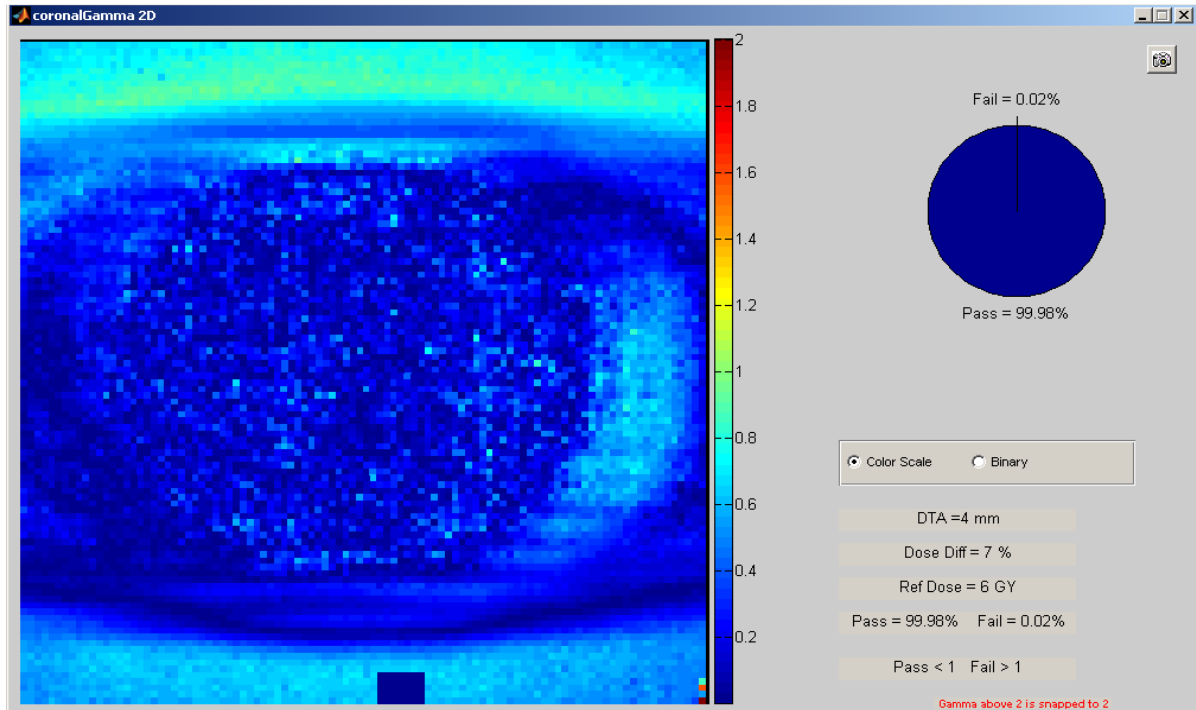 coronalGamma 2D
2
1.8
1.6
1.4
1.2
1
0.8
0.6
0.4
0.2
Fail = 0.02%
Pass = 99.98%
Color Scale Binary
DTA =4 mm
Dose Diff = 7 %
Ref Dose = 6 GY
Pass = 99.98% Fail = 0.02%
Pass < 1 Fail > 1
Gamma above 2 is snapped to 2